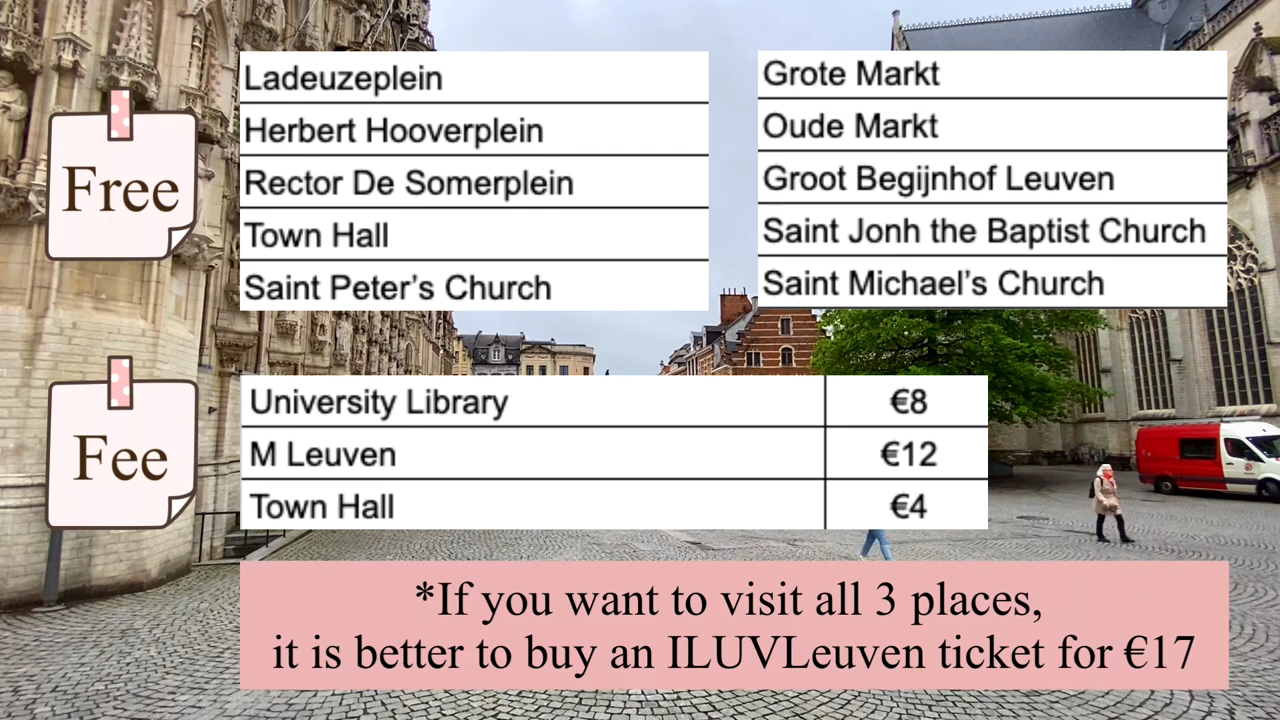 Free
Ladeuzeplein
Herbert Hooverplein
Rector De Somerplein
Town Hall
Saint Peter's Church
Grote Markt
Oude Markt
Groot Begijnhof Leuven
Saint Jonh the Baptist Church
Saint Michael's Church
Fee
University Library €8
M Leuven €12
Town Hall €4
*If you want to visit all 3 places,
it is better to buy an ILUVLeuven ticket for €17